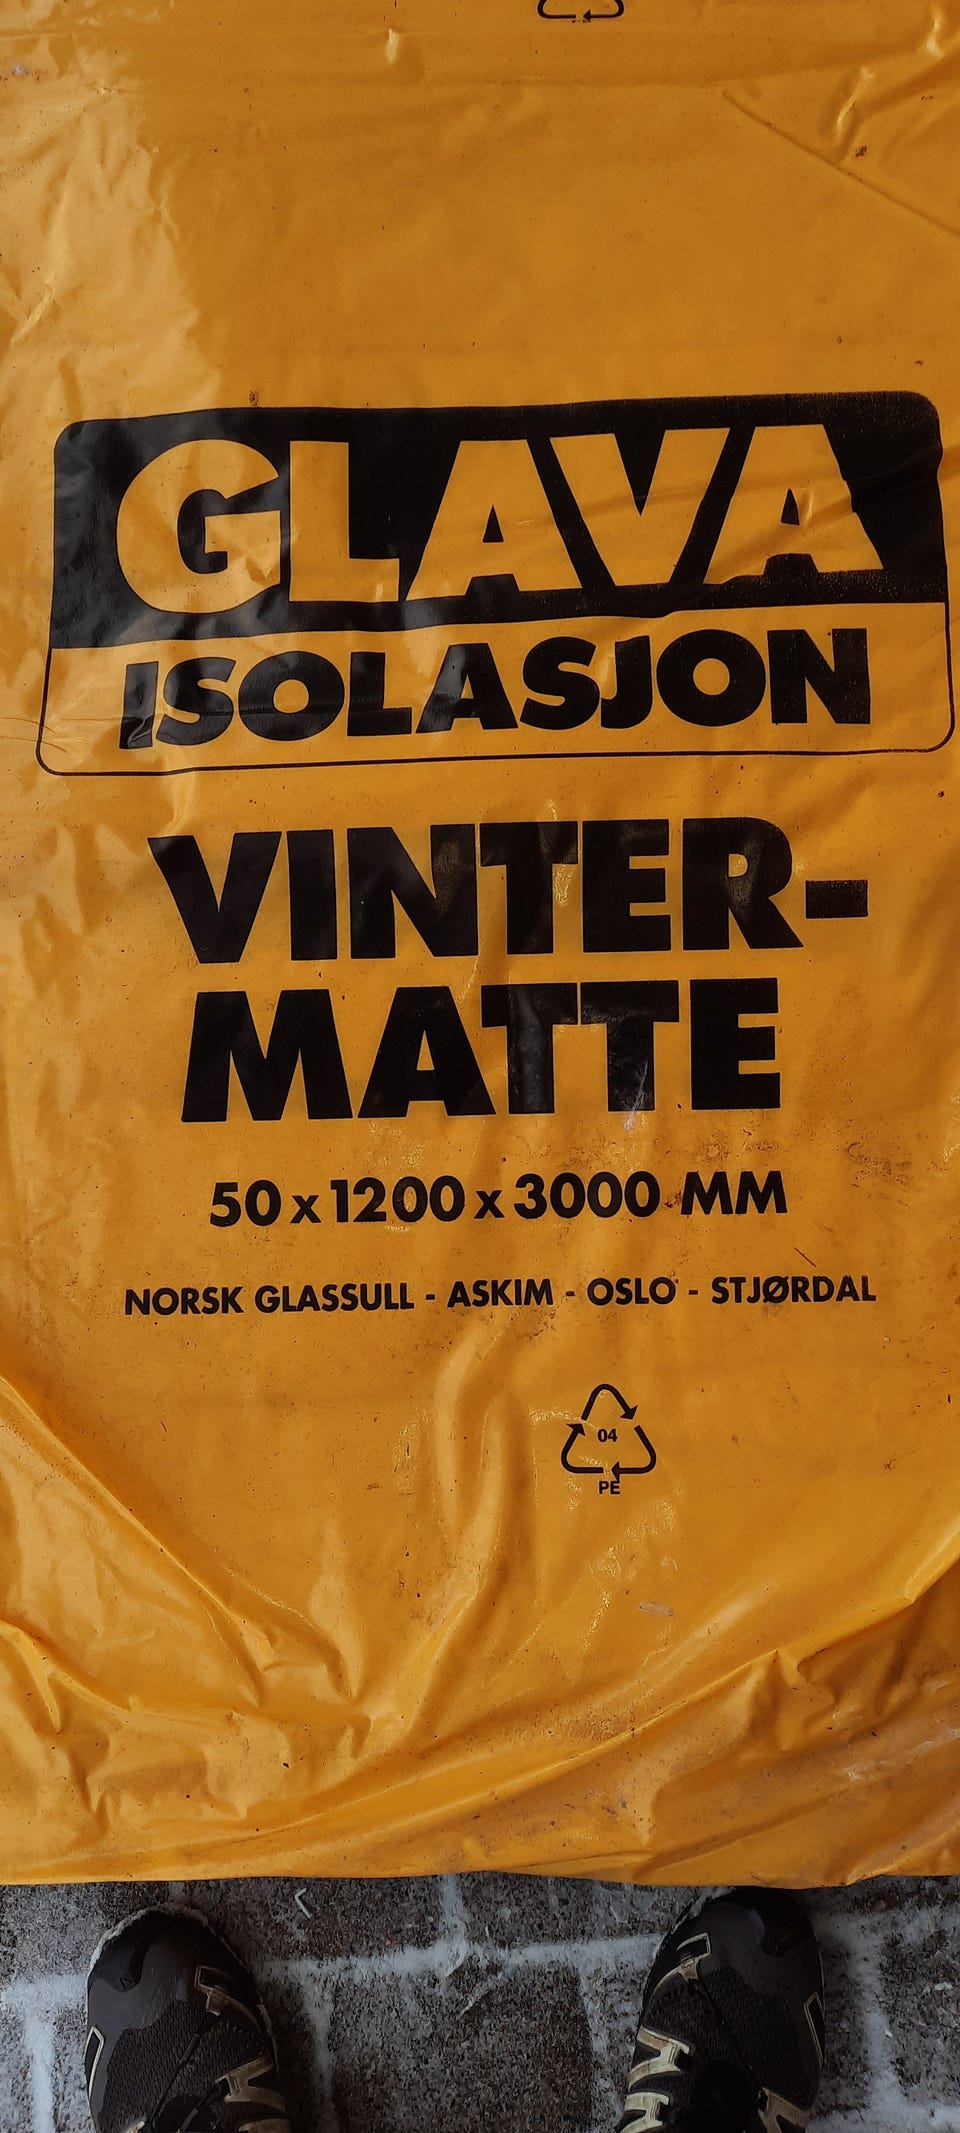 GLAVA
ISOLASJON
VINTER-
MATTE
50 x 1200 x 3000 MM
NORSK GLASSULL - ASKIM - OSLO - STJØRDAL
04
PE